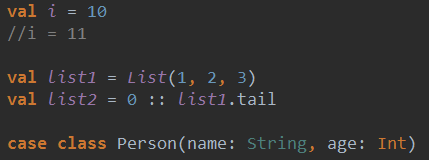 val i = 10
//i = 11
val list1 = List(1, 2, 3)
val list2 = 0 :: list1.tail
case class Person(name: String, age: Int)